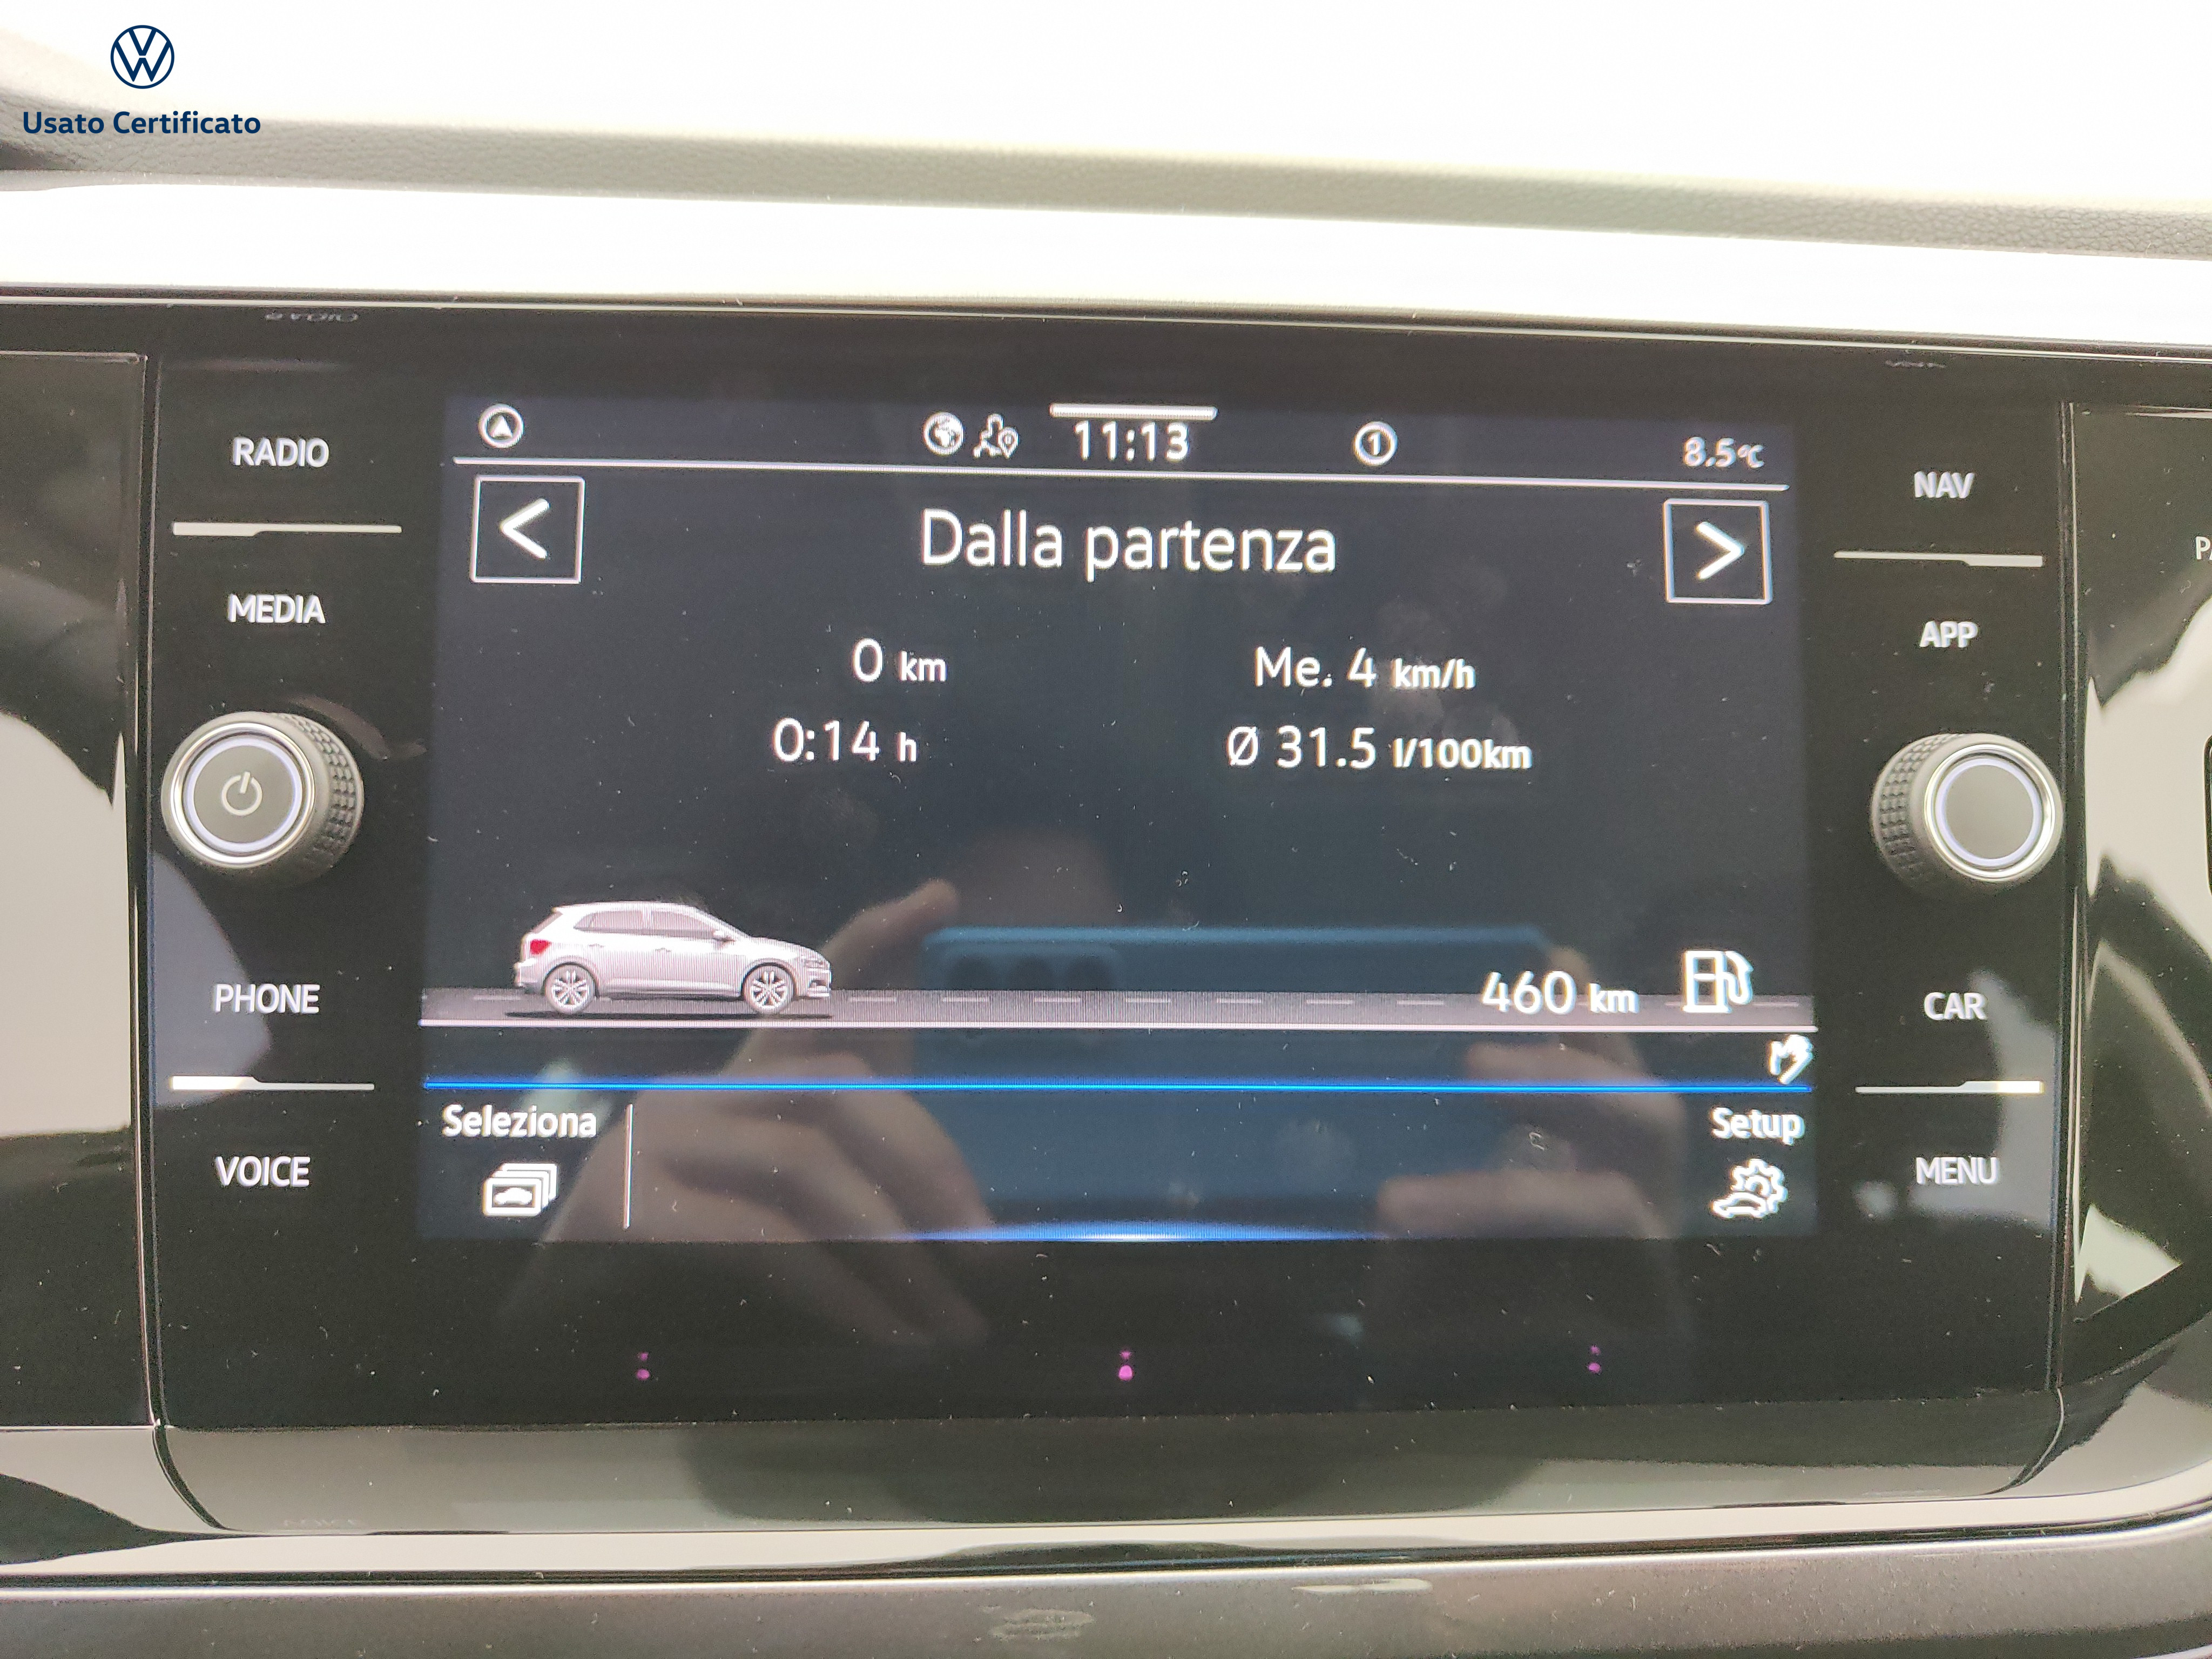 Usato Certificato
RADIO
MEDIA
PHONE
VOICE
11:13
1
8.5°C
<
Dalla partenza
>
0 km
Me. 4 km/h
0:14 h
Ø 31.5 l/100km
460 km
Seleziona
Setup
NAV
APP
CAR
MENU